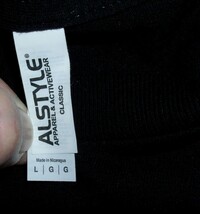 ALSTYLE®
APPAREL & ACTIVEWEAR
CLASSIC
Made in Nicaragua
L G G